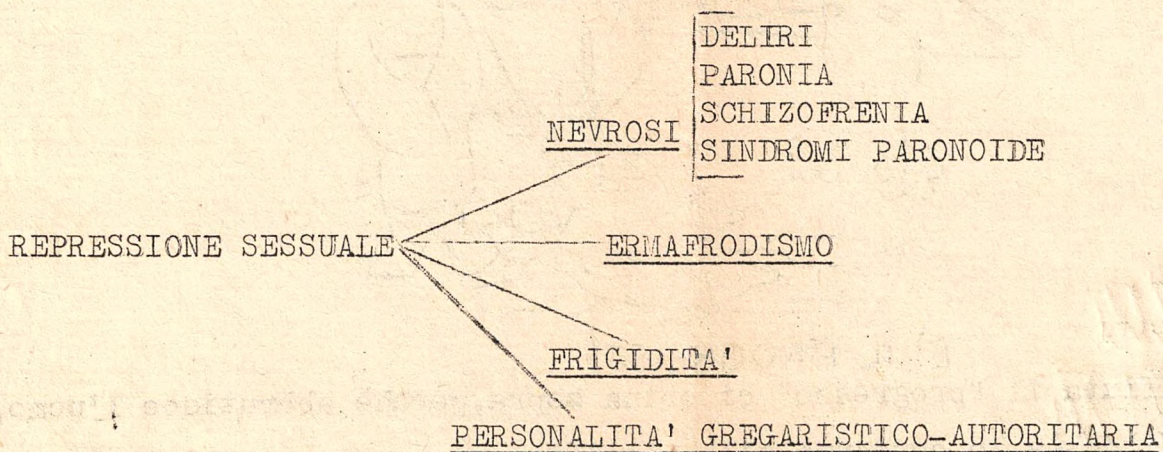 DELIRI
PARONIA
NEVROSI
SCHIZOFRENIA
SINDROMI PARONOIDE
REPRESSIONE SESSUALE
ERMAFRODISMO
FRIGIDITA'
PERSONALITA' GREGARISTICO-AUTORITARIA